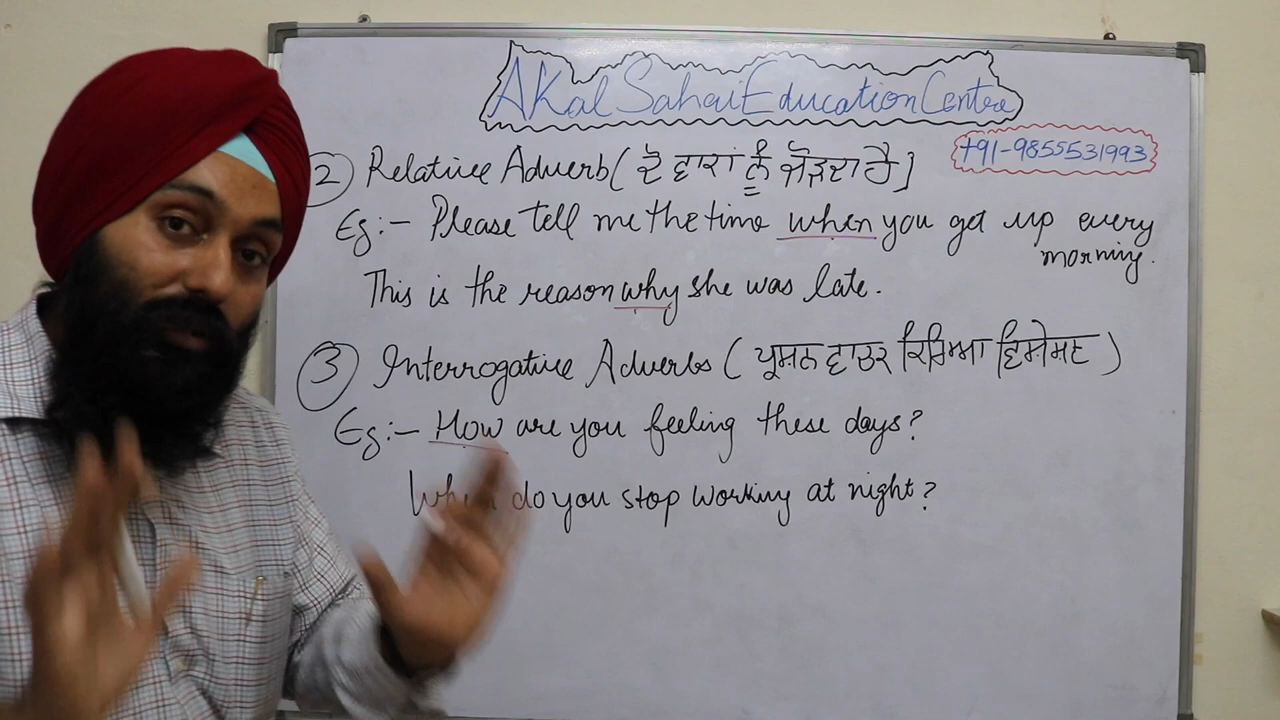 AKal Sahai Education Centre
+91-9855531993
② Relative Adverb (ਦੋ ਵਾਕਾਂ ਨੂੰ ਜੋੜਦਾ ਹੈ]
Eg:- Please tell me the time when you get up every
morning.
This is the reason why she was late.
③ Interrogative Adverbs (ਪ੍ਰਸ਼ਨ ਵਾਚਕ ਕਿਰਿਆ ਵਿਸ਼ੇਸ਼ਣ)
Eg:- How are you feeling these days?
When do you stop working at night?